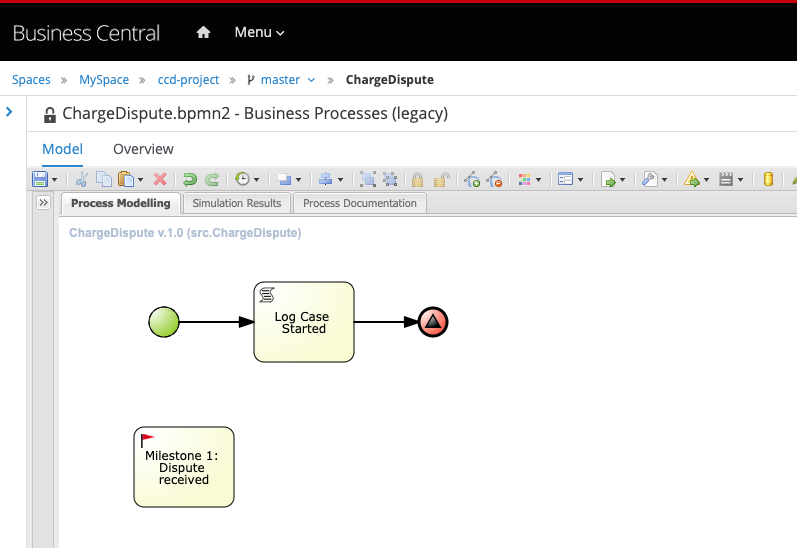 Business Central Menu
Spaces » MySpace » ccd-project » master » ChargeDispute
ChargeDispute.bpmn2 - Business Processes (legacy)
Model Overview
Process Modelling Simulation Results Process Documentation
ChargeDispute v.1.0 (src.ChargeDispute)
Log Case
Started
Milestone 1:
Dispute
received